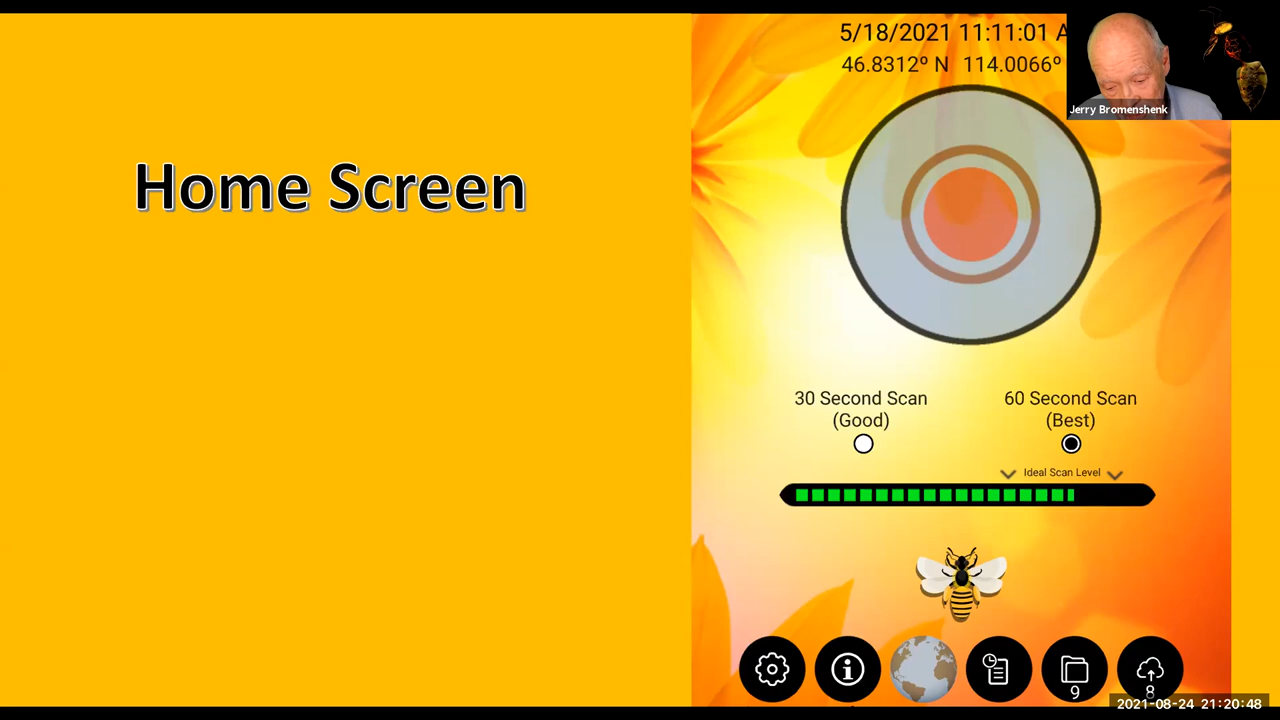 Home Screen
5/18/2021 11:11:01
46.8312º N 114.0066º
Jerry Bromenshenk
30 Second Scan
(Good)
60 Second Scan
(Best)
Ideal Scan Level
9
8
2021-08-24 21:20:48